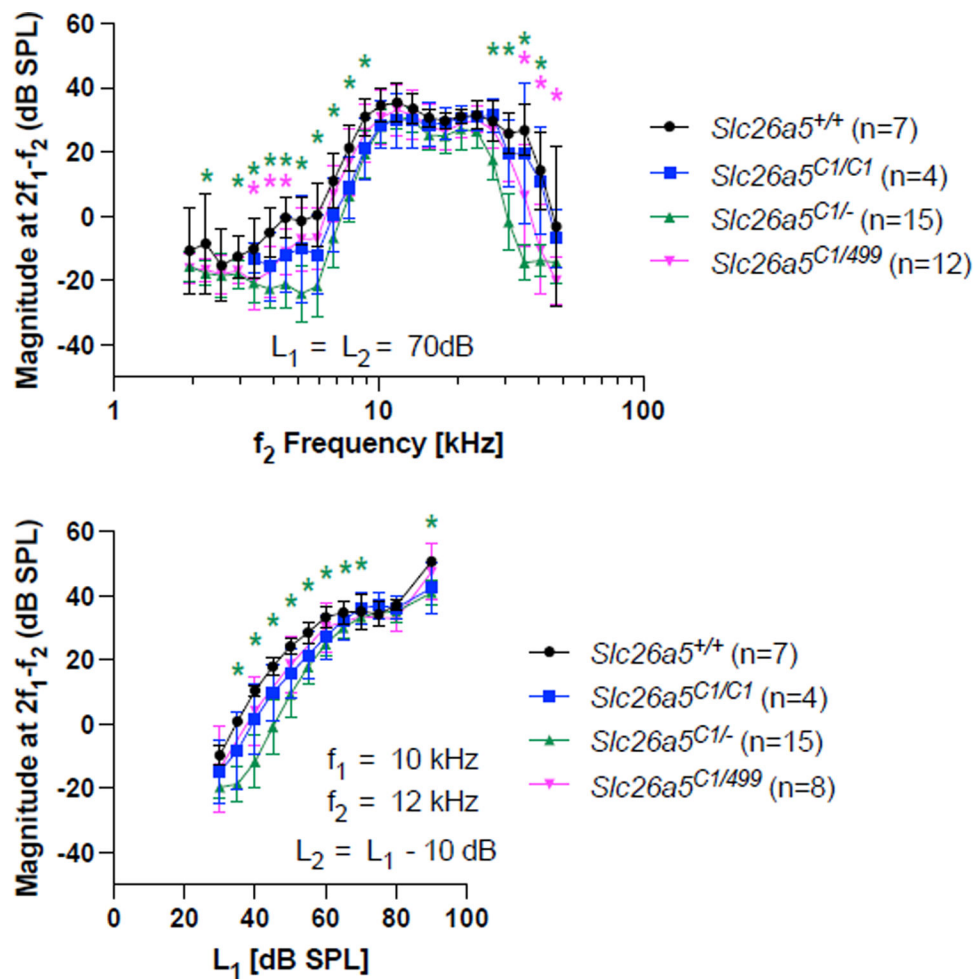 Magnitude at 2f₁-f₂ (dB SPL)
60
40
20
0
-20
-40
* * * * * * * * * * * * * *
* * * * * *
L₁ = L₂ = 70dB
1
10
100
f₂ Frequency [kHz]
Slc26a5+/+ (n=7)
Slc26a5C1/C1 (n=4)
Slc26a5C1/- (n=15)
Slc26a5C1/499 (n=12)
Magnitude at 2f₁-f₂ (dB SPL)
60
40
20
0
-20
-40
* * * * * * * * *
f₁ = 10 kHz
f₂ = 12 kHz
L₂ = L₁ - 10 dB
0
20
40
60
80
100
L₁ [dB SPL]
Slc26a5+/+ (n=7)
Slc26a5C1/C1 (n=4)
Slc26a5C1/- (n=15)
Slc26a5C1/499 (n=8)